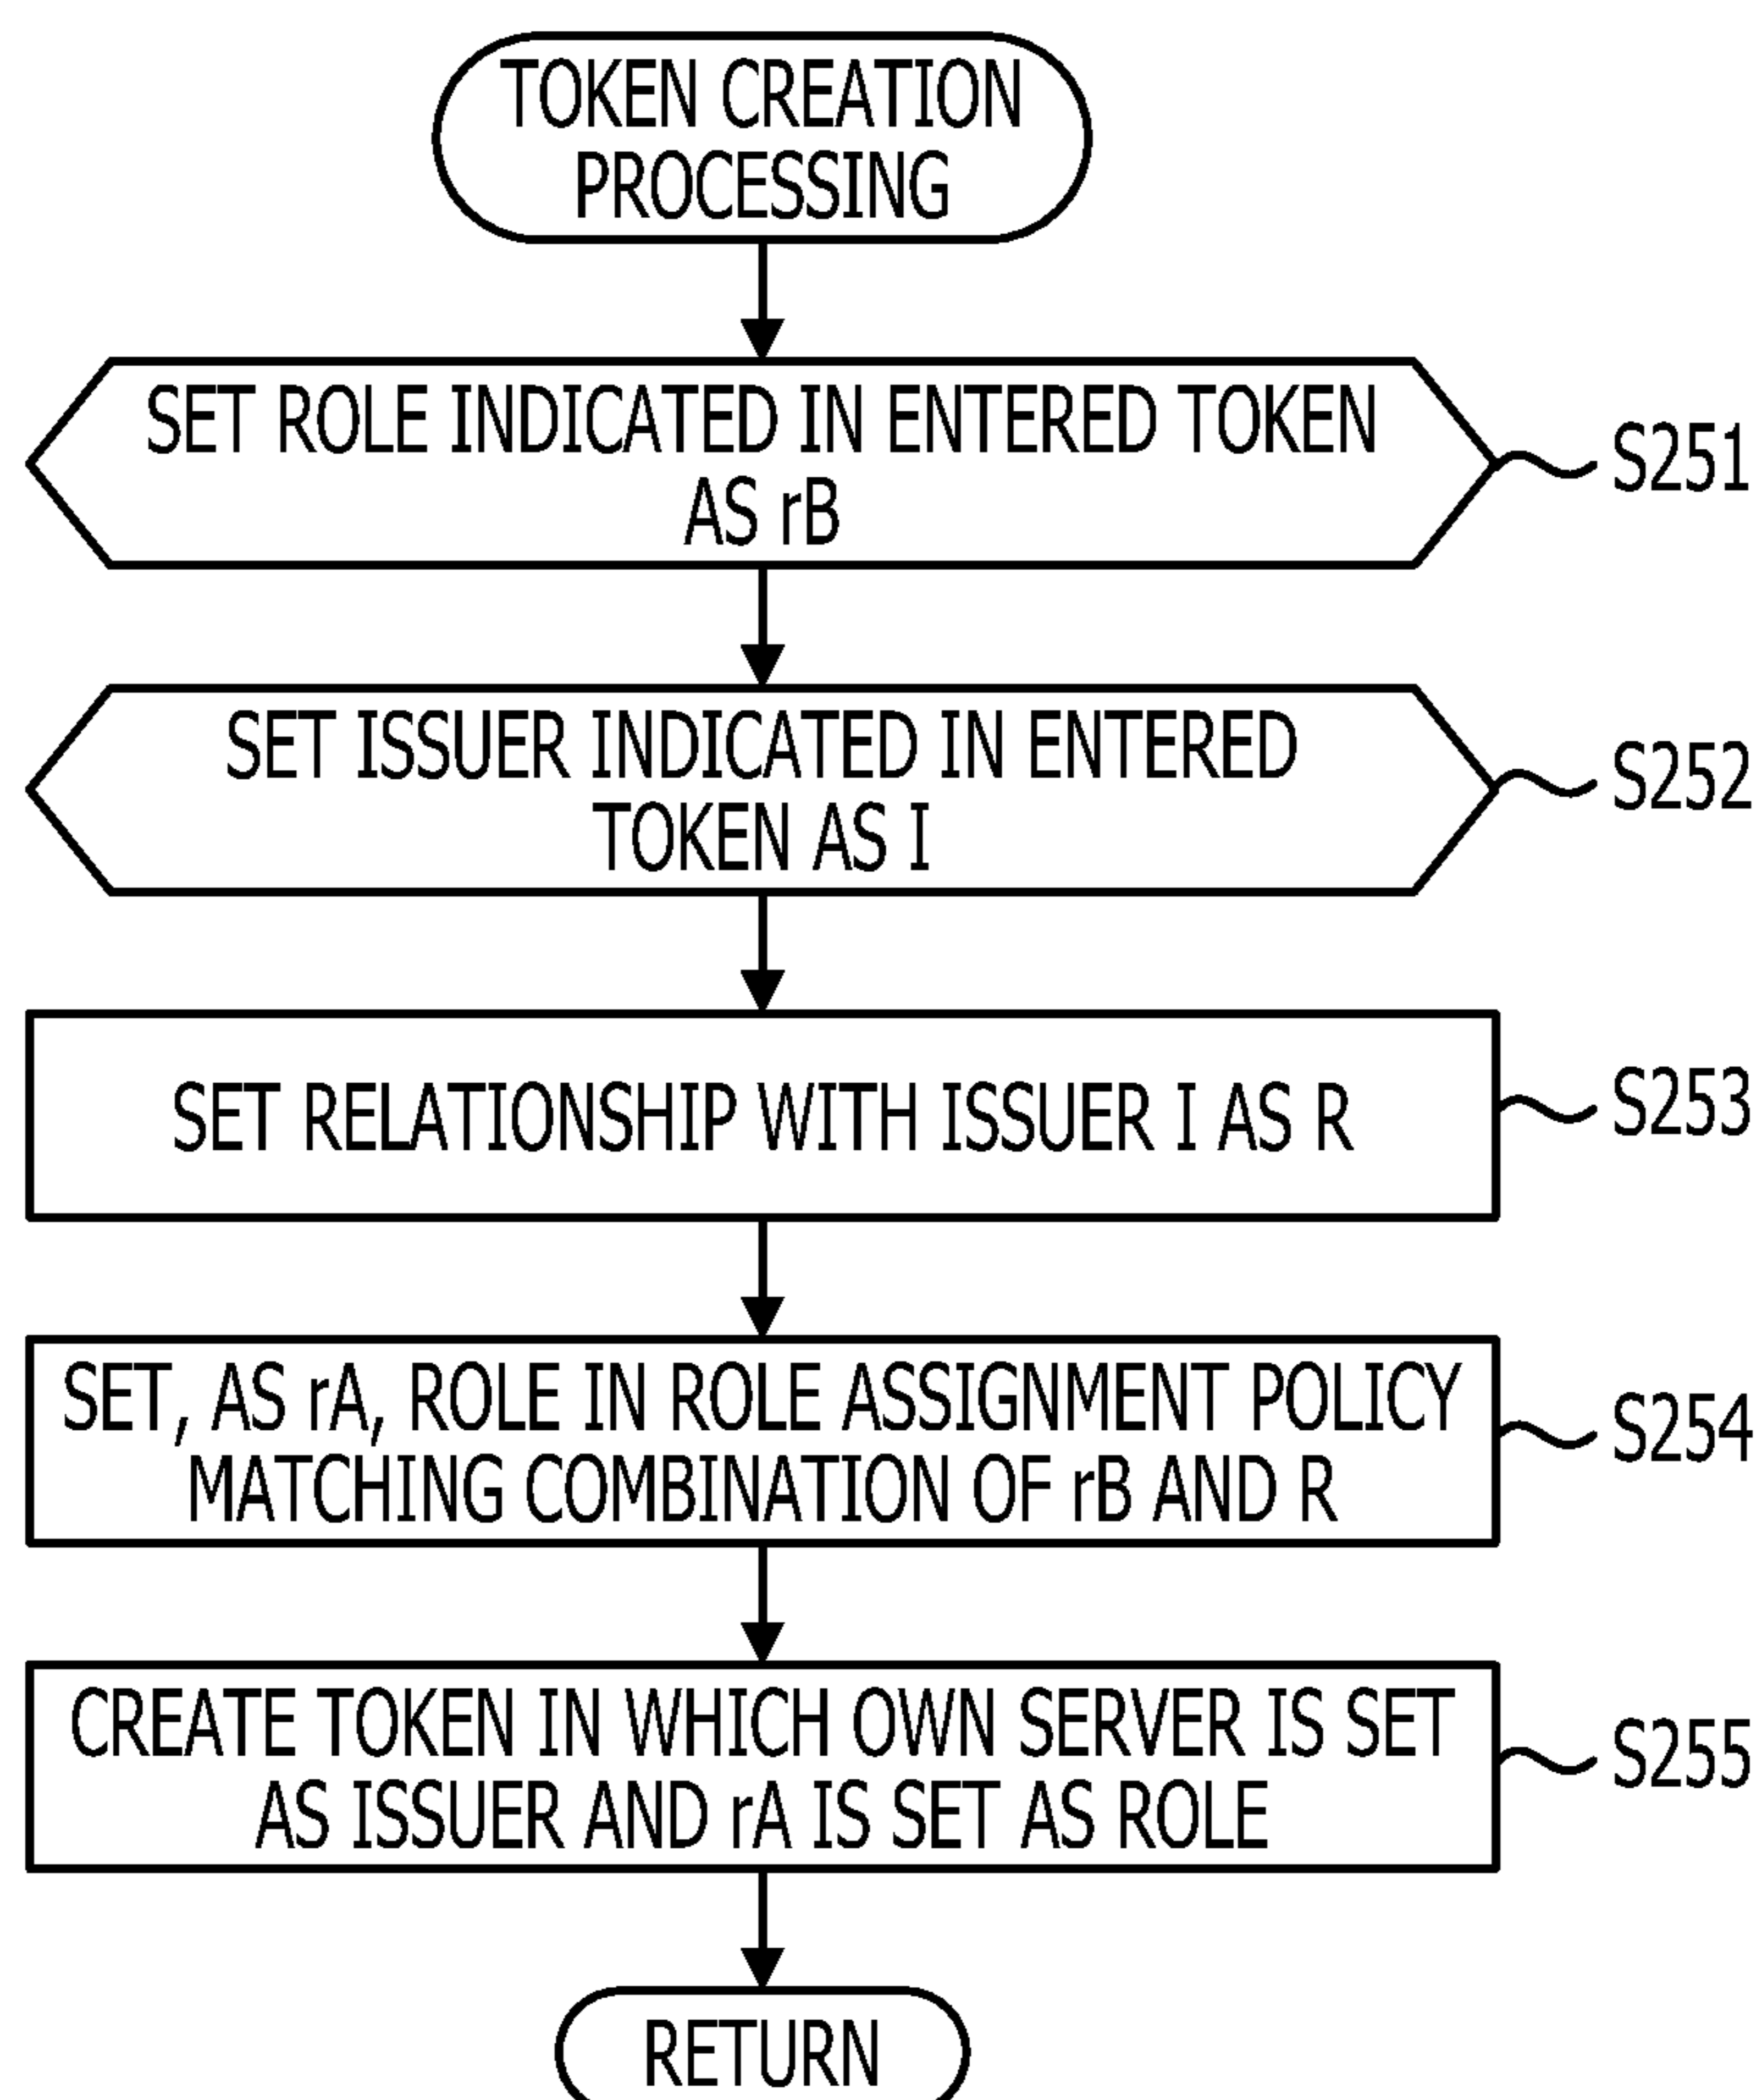 TOKEN CREATION
PROCESSING
SET ROLE INDICATED IN ENTERED TOKEN
AS rB
S251
SET ISSUER INDICATED IN ENTERED
TOKEN AS I
S252
SET RELATIONSHIP WITH ISSUER I AS R
S253
SET, AS rA, ROLE IN ROLE ASSIGNMENT POLICY
MATCHING COMBINATION OF rB AND R
S254
CREATE TOKEN IN WHICH OWN SERVER IS SET
AS ISSUER AND rA IS SET AS ROLE
S255
RETURN